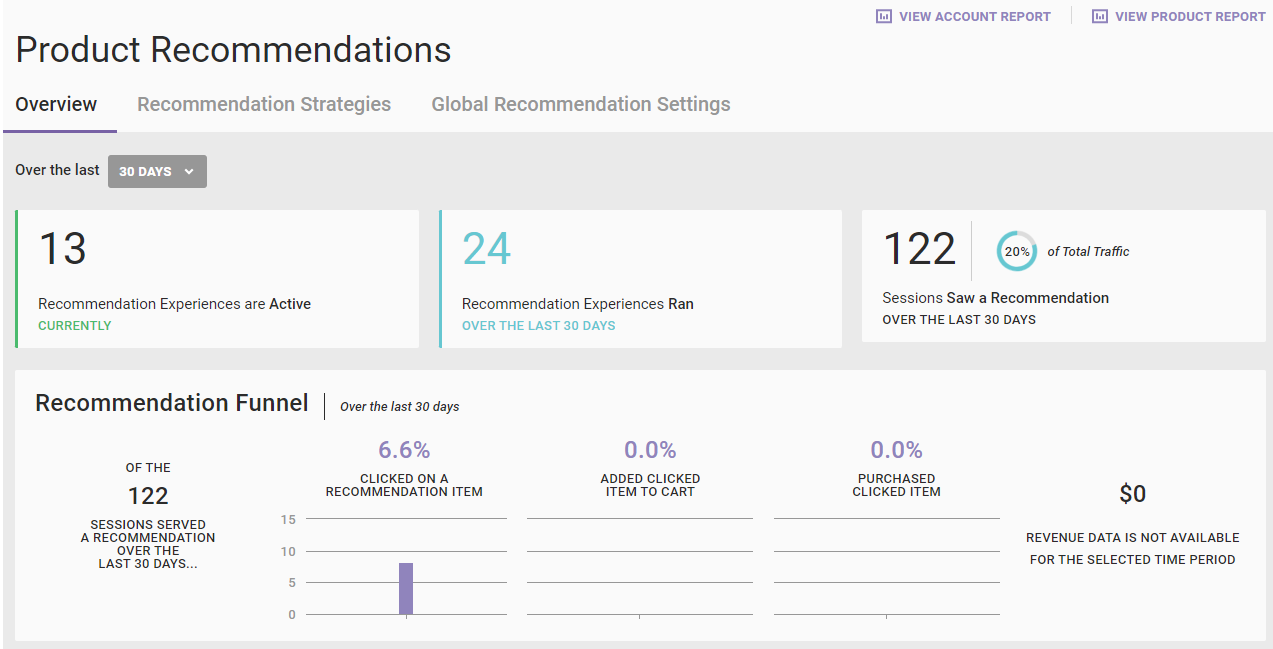 VIEW ACCOUNT REPORT
VIEW PRODUCT REPORT
Product Recommendations
Overview
Recommendation Strategies
Global Recommendation Settings
Over the last
30 DAYS
13
Recommendation Experiences are Active
CURRENTLY
24
Recommendation Experiences Ran
OVER THE LAST 30 DAYS
122
20%
of Total Traffic
Sessions Saw a Recommendation
OVER THE LAST 30 DAYS
Recommendation Funnel
Over the last 30 days
OF THE
122
SESSIONS SERVED
A RECOMMENDATION
OVER THE
LAST 30 DAYS...
6.6%
CLICKED ON A
RECOMMENDATION ITEM
15
10
5
0
0.0%
ADDED CLICKED
ITEM TO CART
0.0%
PURCHASED
CLICKED ITEM
$0
REVENUE DATA IS NOT AVAILABLE
FOR THE SELECTED TIME PERIOD